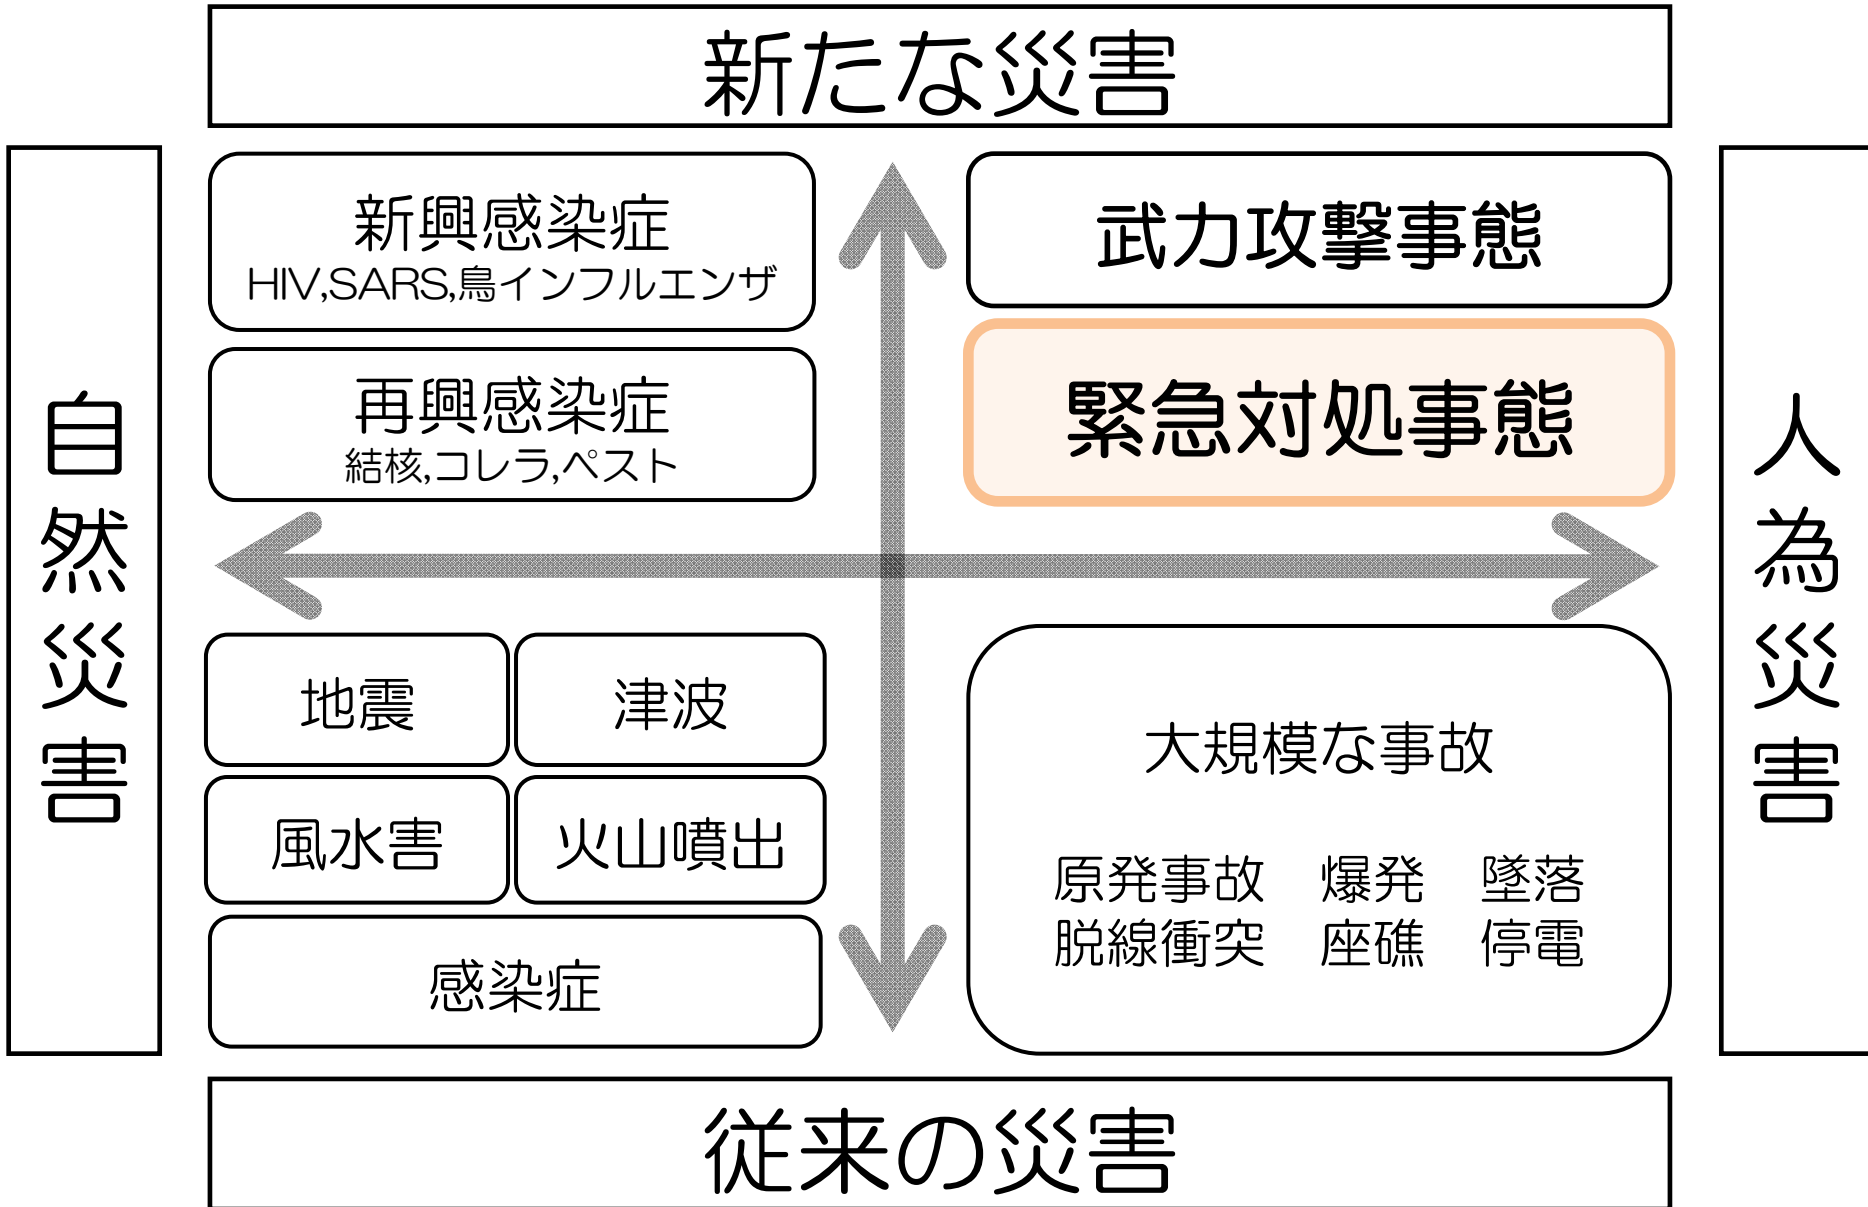 新たな災害
自然災害
新興感染症
HIV,SARS,鳥インフルエンザ
再興感染症
結核,コレラ,ペスト
武力攻撃事態
緊急対処事態
人為災害
地震
津波
風水害
火山噴出
感染症
大規模な事故
原発事故 爆発 墜落
脱線衝突 座礁 停電
従来の災害